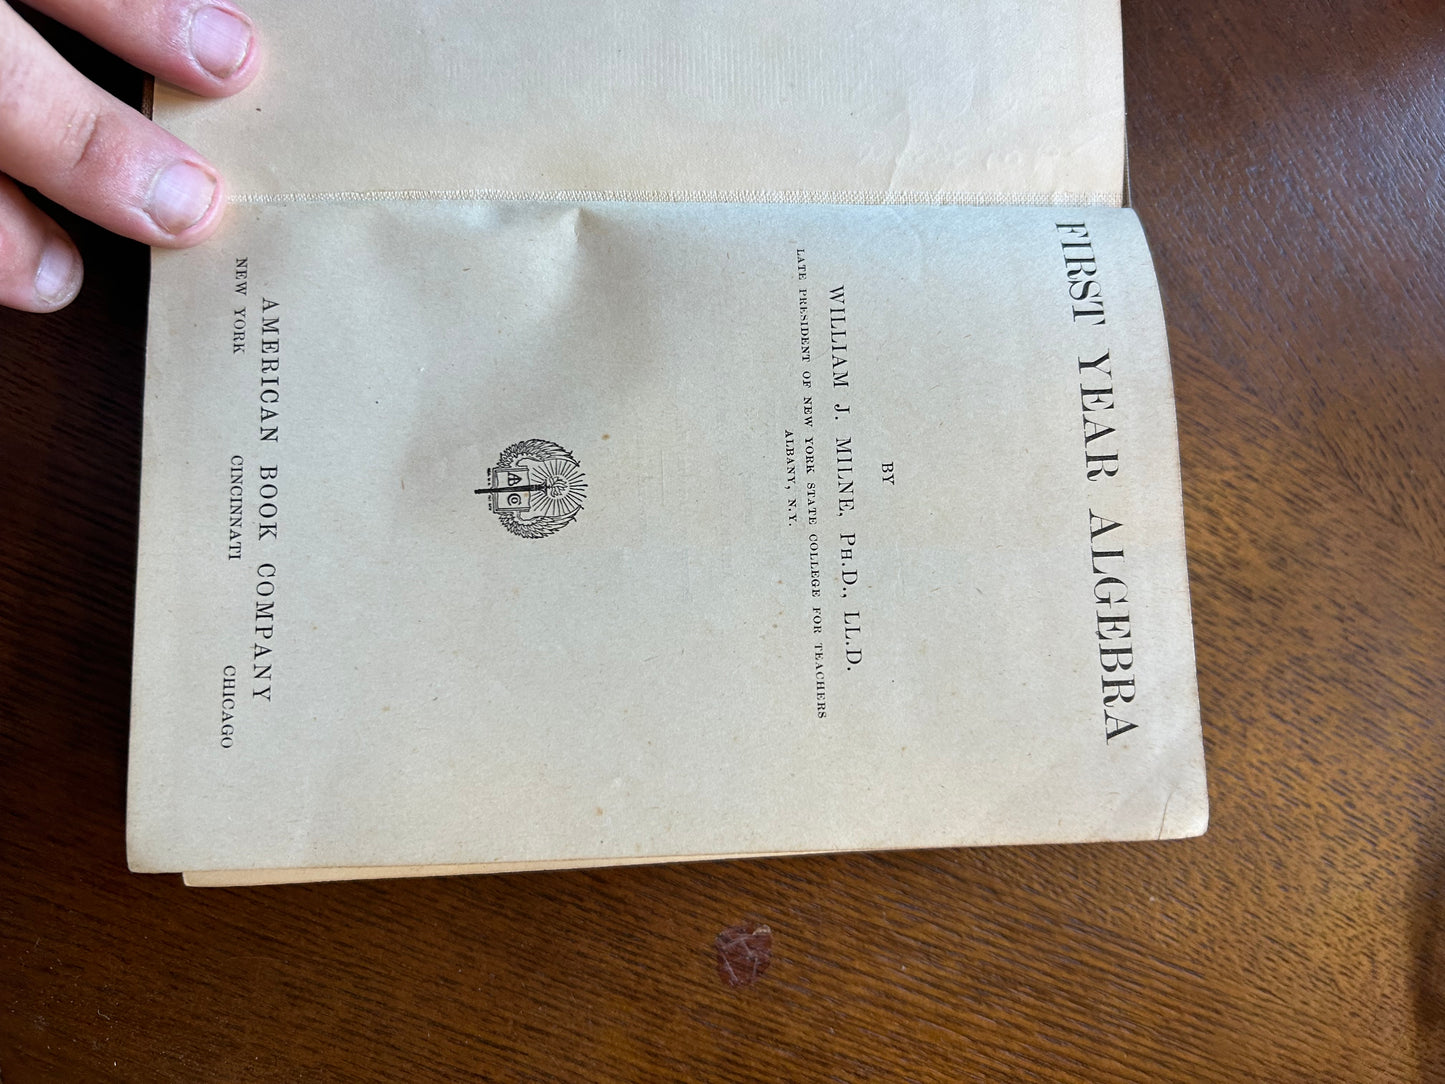 FIRST YEAR ALGEBRA
BY
WILLIAM J. MILNE, PH.D., LL.D.
LATE PRESIDENT OF NEW YORK STATE COLLEGE FOR TEACHERS
ALBANY, N.Y.
A B C
AMERICAN BOOK COMPANY
NEW YORK CINCINNATI CHICAGO